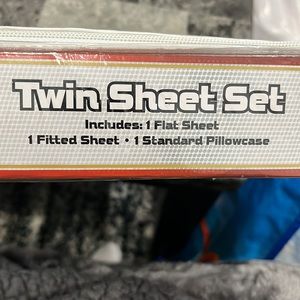 Twin Sheet Set
Includes: 1 Flat Sheet
1 Fitted Sheet • 1 Standard Pillowcase